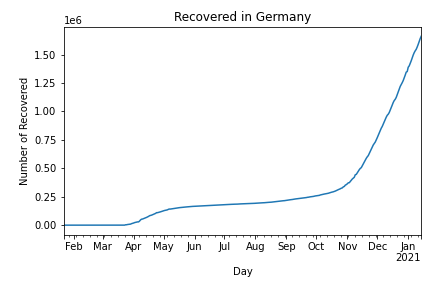 Recovered in Germany
1e6
1.50
1.25
1.00
0.75
0.50
0.25
0.00
Number of Recovered
Feb Mar Apr May Jun Jul Aug Sep Oct Nov Dec Jan
2021
Day